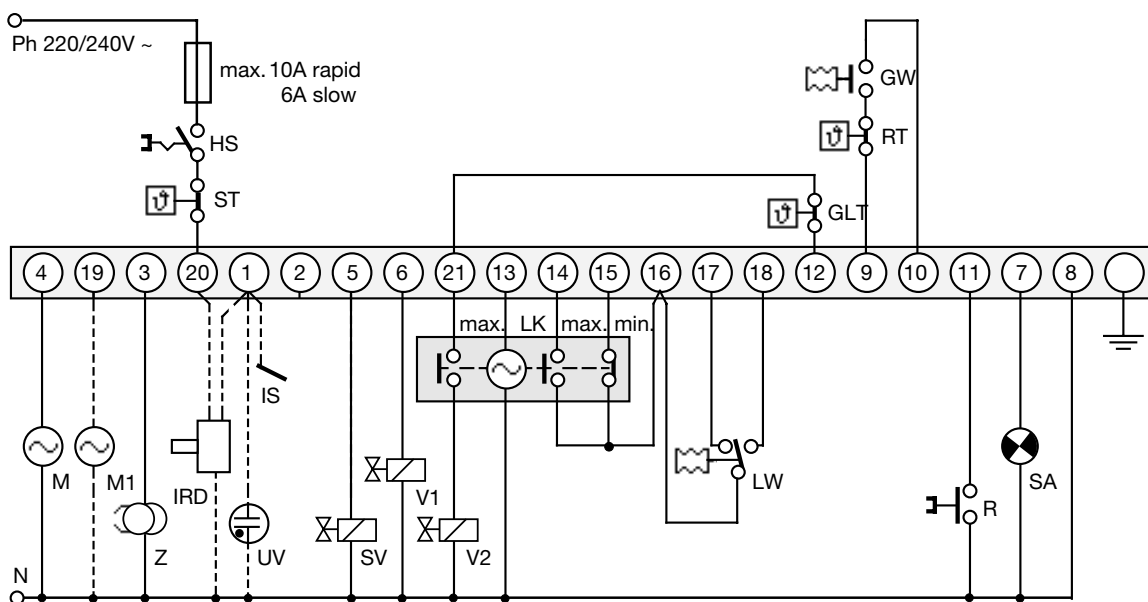 Ph 220/240V ~
max. 10A rapid
6A slow
HS
ST
GW
RT
GLT
4 19 3 20 1 2 5 6 21 13 14 15 16 17 18 12 9 10 11 7 8
max. LK max. min.
IS
M
M1
IRD
Z
UV
SV
V1
V2
LW
R
SA
N
ϑ
ϑ
ϑ